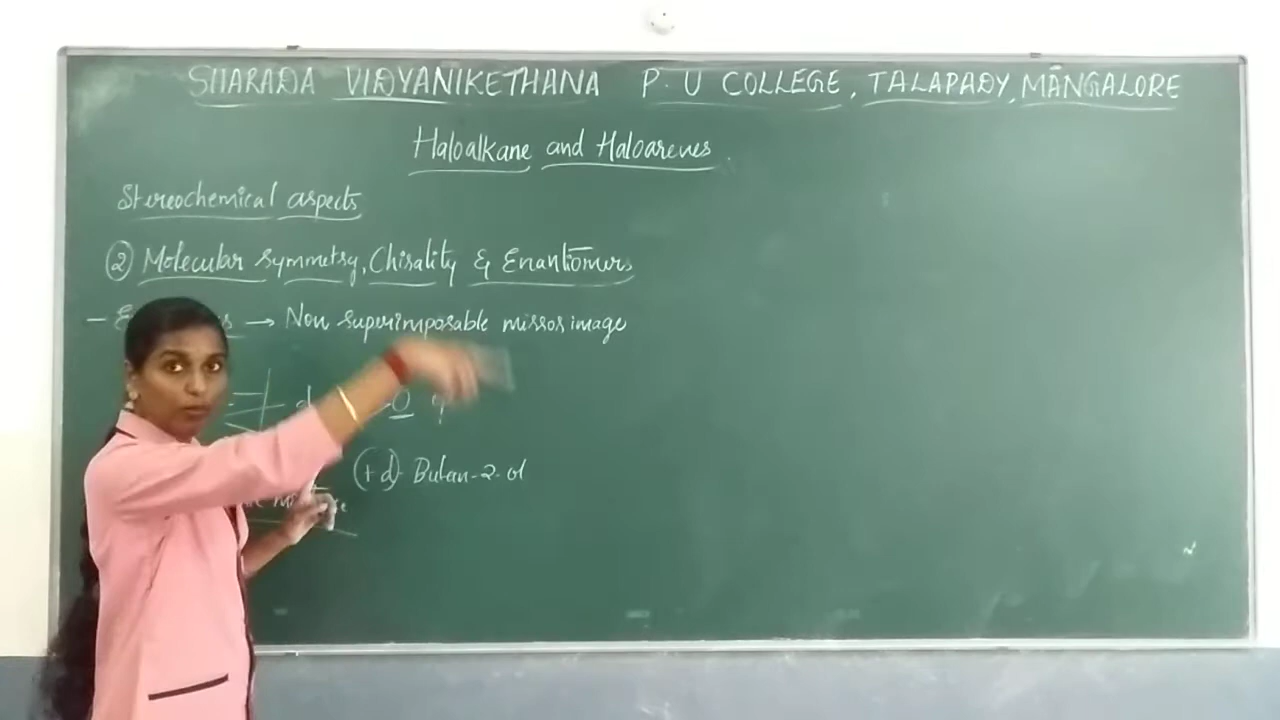 SHARADA VIDYANIKETHANA P.U COLLEGE, TALAPADY, MANGALORE
Haloalkane and Haloarenes
Stereochemical aspects
② Molecular symmetry, Chirality & Enantiomers
→ Non superimposable mirror image
(+d) Butan-2-ol